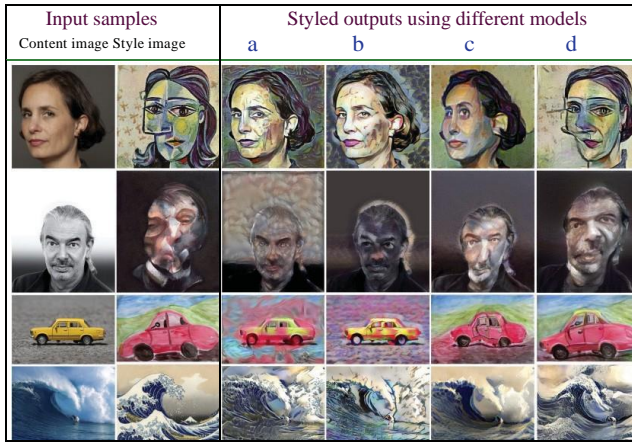 Input samples
Styled outputs using different models
Content image Style image
a b c d